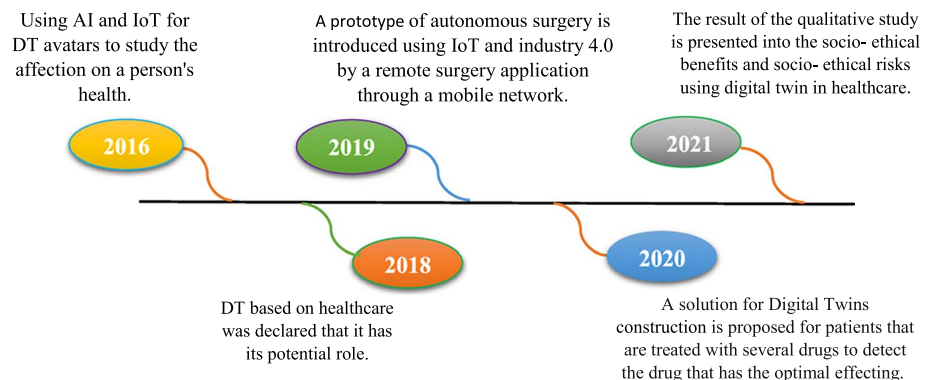 Using AI and IoT for
DT avatars to study the
affection on a person's
health.
2016
DT based on healthcare
was declared that it has
its potential role.
2018
A prototype of autonomous surgery is
introduced using IoT and industry 4.0
by a remote surgery application
through a mobile network.
2019
2020
A solution for Digital Twins
construction is proposed for patients that
are treated with several drugs to detect
the drug that has the optimal effecting.
The result of the qualitative study
is presented into the socio- ethical
benefits and socio- ethical risks
using digital twin in healthcare.
2021